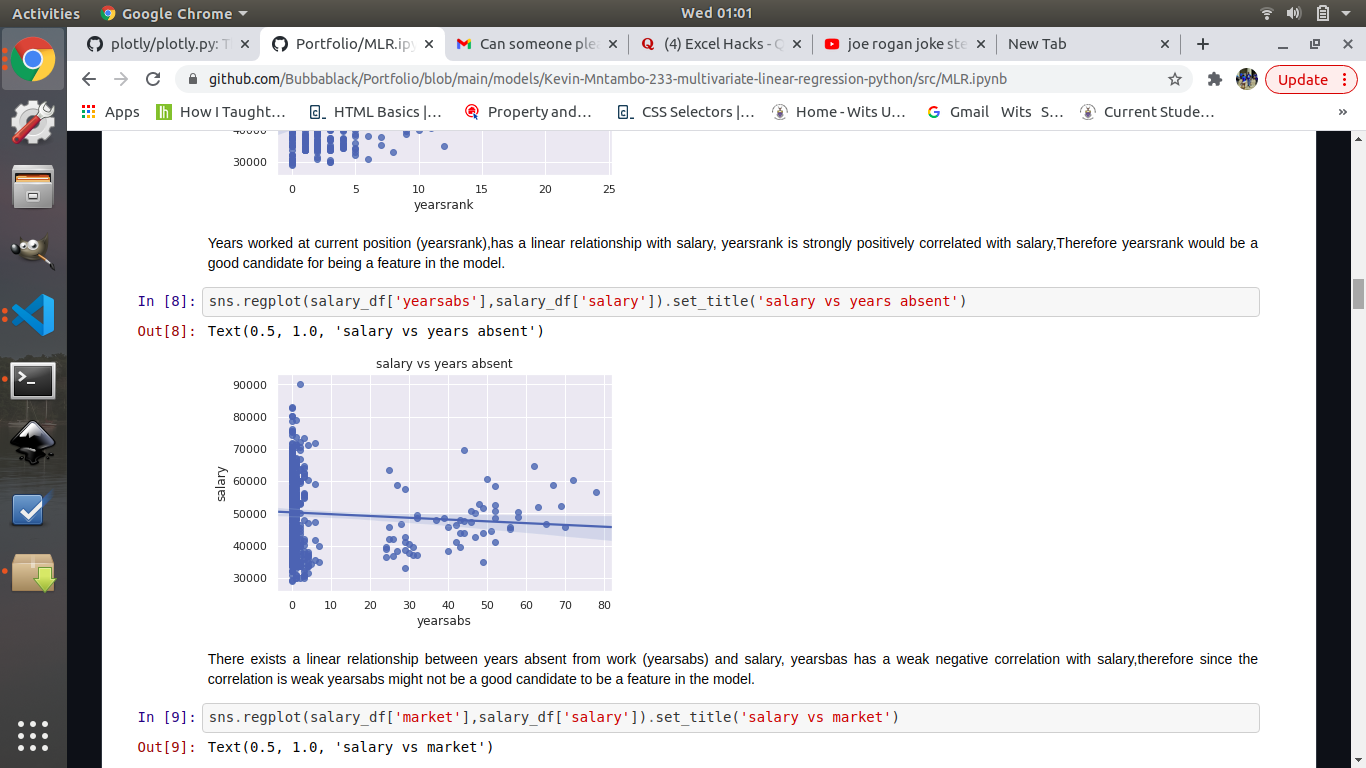 Activities Google Chrome Wed 01:01
plotly/plotly.py: T Portfolio/MLR.ipy Can someone plea (4) Excel Hacks - Q joe rogan joke ste New Tab
github.com/Bubbablack/Portfolio/blob/main/models/Kevin-Mntambo-233-multivariate-linear-regression-python/src/MLR.ipynb Update
Apps How I Taught... HTML Basics |... Property and... CSS Selectors |... Home - Wits U... Gmail Wits S... Current Stude... »
40000
30000
0 5 10 15 20 25
yearsrank
Years worked at current position (yearsrank),has a linear relationship with salary, yearsrank is strongly positively correlated with salary,Therefore yearsrank would be a
good candidate for being a feature in the model.
In [8]: sns.regplot(salary_df['yearsabs'],salary_df['salary']).set_title('salary vs years absent')
Out[8]: Text(0.5, 1.0, 'salary vs years absent')
salary vs years absent
90000
80000
70000
60000
50000
40000
30000
salary
0 10 20 30 40 50 60 70 80
yearsabs
There exists a linear relationship between years absent from work (yearsabs) and salary, yearsbas has a weak negative correlation with salary,therefore since the
correlation is weak yearsabs might not be a good candidate to be a feature in the model.
In [9]: sns.regplot(salary_df['market'],salary_df['salary']).set_title('salary vs market')
Out[9]: Text(0.5, 1.0, 'salary vs market')